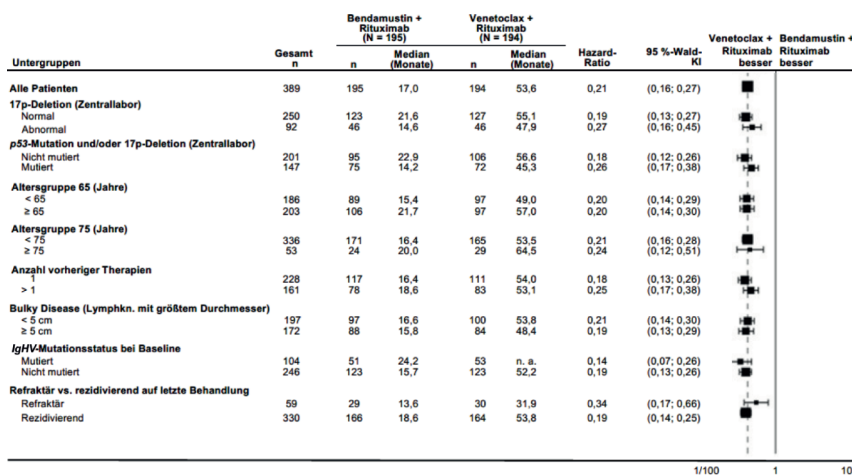 Bendamustin + Rituximab (N = 195) Venetoclax + Rituximab (N = 194)
Venetoclax + Rituximab besser Bendamustin + Rituximab besser
Untergruppen Gesamt n n Median (Monate) n Median (Monate) Hazard-Ratio 95 %-Wald-KI
Alle Patienten 389 195 17,0 194 53,6 0,21 (0,16; 0,27)
17p-Deletion (Zentrallabor)
Normal 250 123 21,6 127 55,1 0,19 (0,13; 0,27)
Abnormal 92 46 14,6 46 47,9 0,27 (0,16; 0,45)
p53-Mutation und/oder 17p-Deletion (Zentrallabor)
Nicht mutiert 201 95 22,9 106 56,6 0,18 (0,12; 0,26)
Mutiert 147 75 14,2 72 45,3 0,26 (0,17; 0,38)
Altersgruppe 65 (Jahre)
< 65 186 89 15,4 97 49,0 0,20 (0,14; 0,29)
≥ 65 203 106 21,7 97 57,0 0,20 (0,14; 0,30)
Altersgruppe 75 (Jahre)
< 75 336 171 16,4 165 53,5 0,21 (0,16; 0,28)
≥ 75 53 24 20,0 29 64,5 0,24 (0,12; 0,51)
Anzahl vorheriger Therapien
1 228 117 16,4 111 54,0 0,18 (0,13; 0,26)
> 1 161 78 18,6 83 53,1 0,25 (0,17; 0,38)
Bulky Disease (Lymphkn. mit größtem Durchmesser)
< 5 cm 197 97 16,6 100 53,8 0,21 (0,14; 0,30)
≥ 5 cm 172 88 15,8 84 48,4 0,19 (0,13; 0,29)
IgHV-Mutationsstatus bei Baseline
Mutiert 104 51 24,2 53 n. a. 0,14 (0,07; 0,26)
Nicht mutiert 246 123 15,7 123 52,2 0,19 (0,13; 0,26)
Refraktär vs. rezidivierend auf letzte Behandlung
Refraktär 59 29 13,6 30 31,9 0,34 (0,17; 0,66)
Rezidivierend 330 166 18,6 164 53,8 0,19 (0,14; 0,25)
1/100 1 10